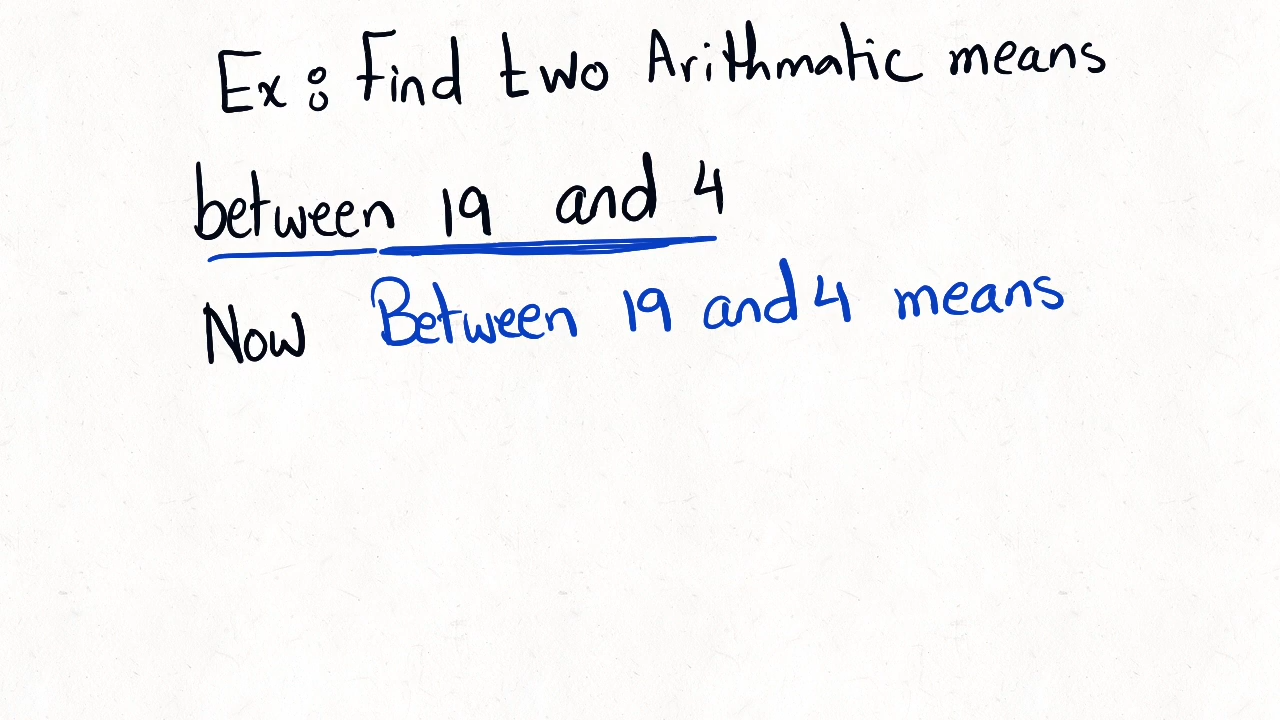 Ex: Find two Arithmatic means
between 19 and 4
Now Between 19 and 4 means